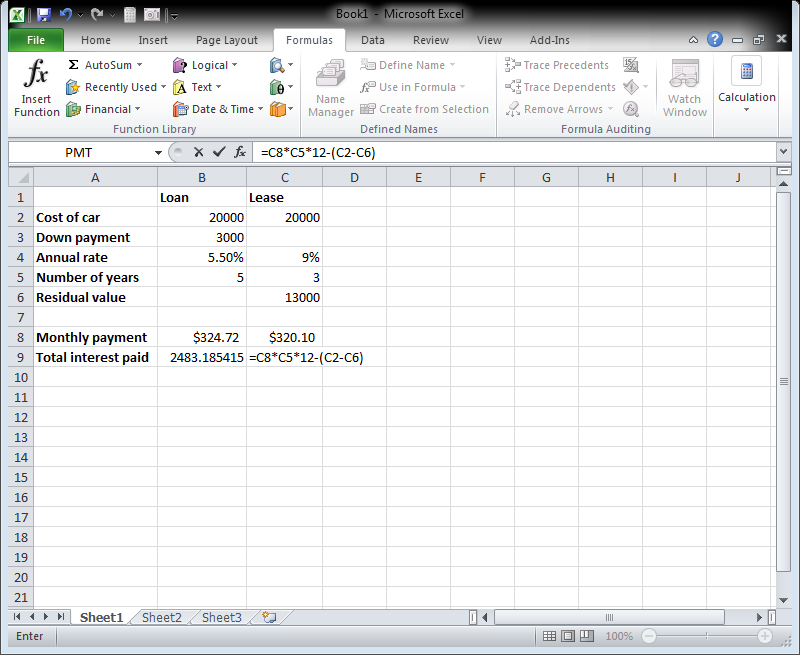 Book1 - Microsoft Excel
File Home Insert Page Layout Formulas Data Review View Add-Ins
fx Insert Function
Σ AutoSum
Recently Used
Financial
Logical
Text
Date & Time
Function Library
Name Manager
Define Name
Use in Formula
Create from Selection
Defined Names
Trace Precedents
Trace Dependents
Remove Arrows
Formula Auditing
Watch Window
Calculation
PMT fx =C8*C5*12-(C2-C6)
A B C D E F G H I J
1 Loan Lease
2 Cost of car 20000 20000
3 Down payment 3000
4 Annual rate 5.50% 9%
5 Number of years 5 3
6 Residual value 13000
7
8 Monthly payment $324.72 $320.10
9 Total interest paid 2483.185415 =C8*C5*12-(C2-C6)
10
11
12
13
14
15
16
17
18
19
20
21
Sheet1 Sheet2 Sheet3
Enter 100%